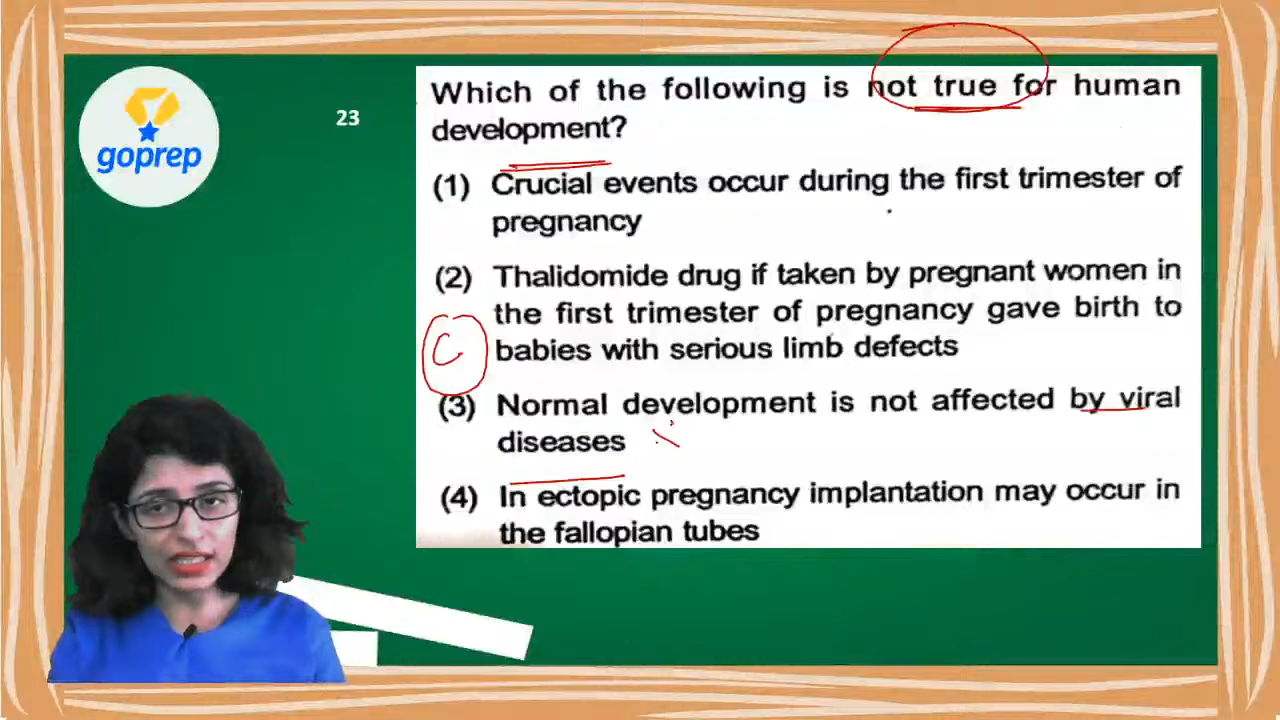 goprep
23
Which of the following is not true for human
development?
(1) Crucial events occur during the first trimester of
pregnancy
(2) Thalidomide drug if taken by pregnant women in
the first trimester of pregnancy gave birth to
babies with serious limb defects
C
(3) Normal development is not affected by viral
diseases
(4) In ectopic pregnancy implantation may occur in
the fallopian tubes